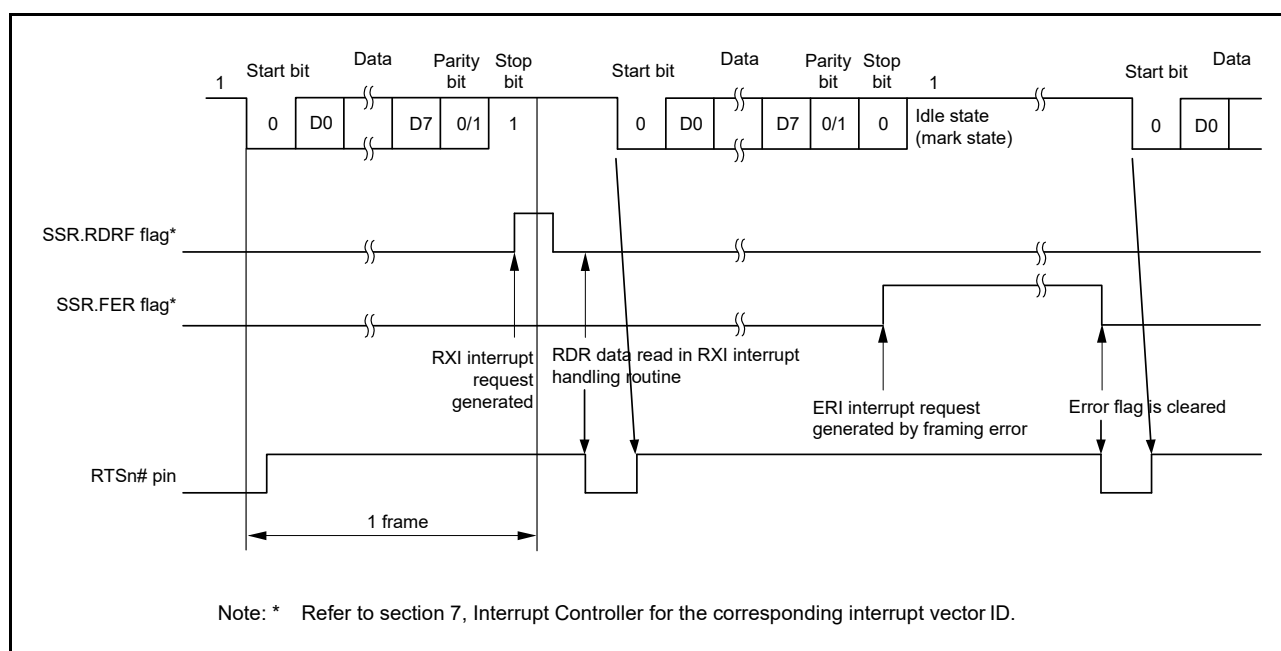 1
Start bit
Data
Parity
bit
Stop
bit
Start bit
Data
Parity
bit
Stop
bit
1
Start bit
Data
0
D0
D7
0/1
1
0
D0
D7
0/1
0
Idle state
(mark state)
0
D0
SSR.RDRF flag*
SSR.FER flag*
RXI interrupt
request
generated
RDR data read in RXI interrupt
handling routine
ERI interrupt request
generated by framing error
Error flag is cleared
RTSn# pin
1 frame
Note: * Refer to section 7, Interrupt Controller for the corresponding interrupt vector ID.